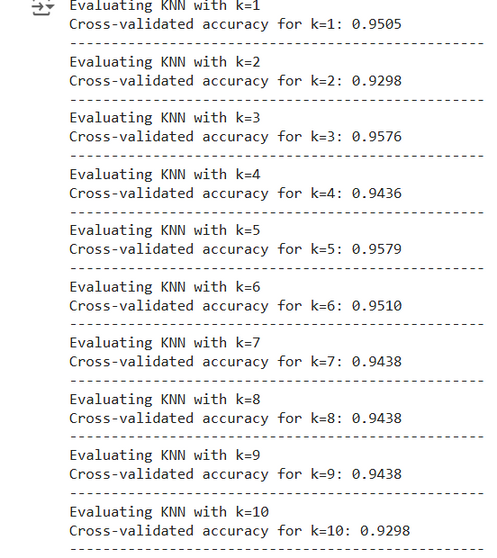 Evaluating KNN with k=1
Cross-validated accuracy for k=1: 0.9505
--------------------------------------------------
Evaluating KNN with k=2
Cross-validated accuracy for k=2: 0.9298
--------------------------------------------------
Evaluating KNN with k=3
Cross-validated accuracy for k=3: 0.9576
--------------------------------------------------
Evaluating KNN with k=4
Cross-validated accuracy for k=4: 0.9436
--------------------------------------------------
Evaluating KNN with k=5
Cross-validated accuracy for k=5: 0.9579
--------------------------------------------------
Evaluating KNN with k=6
Cross-validated accuracy for k=6: 0.9510
--------------------------------------------------
Evaluating KNN with k=7
Cross-validated accuracy for k=7: 0.9438
--------------------------------------------------
Evaluating KNN with k=8
Cross-validated accuracy for k=8: 0.9438
--------------------------------------------------
Evaluating KNN with k=9
Cross-validated accuracy for k=9: 0.9438
--------------------------------------------------
Evaluating KNN with k=10
Cross-validated accuracy for k=10: 0.9298
--------------------------------------------------